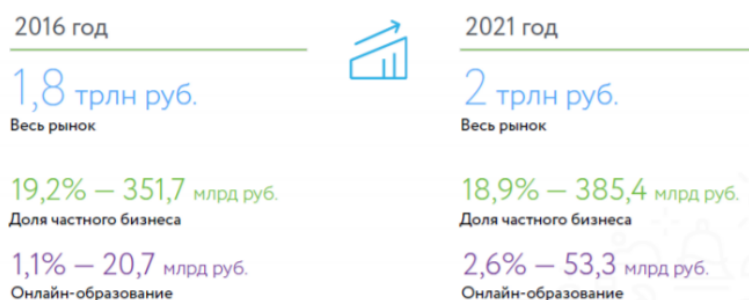 2016 год
1,8 трлн руб.
Весь рынок
19,2% — 351,7 млрд руб.
Доля частного бизнеса
1,1% — 20,7 млрд руб.
Онлайн-образование
2021 год
2 трлн руб.
Весь рынок
18,9% — 385,4 млрд руб.
Доля частного бизнеса
2,6% — 53,3 млрд руб.
Онлайн-образование